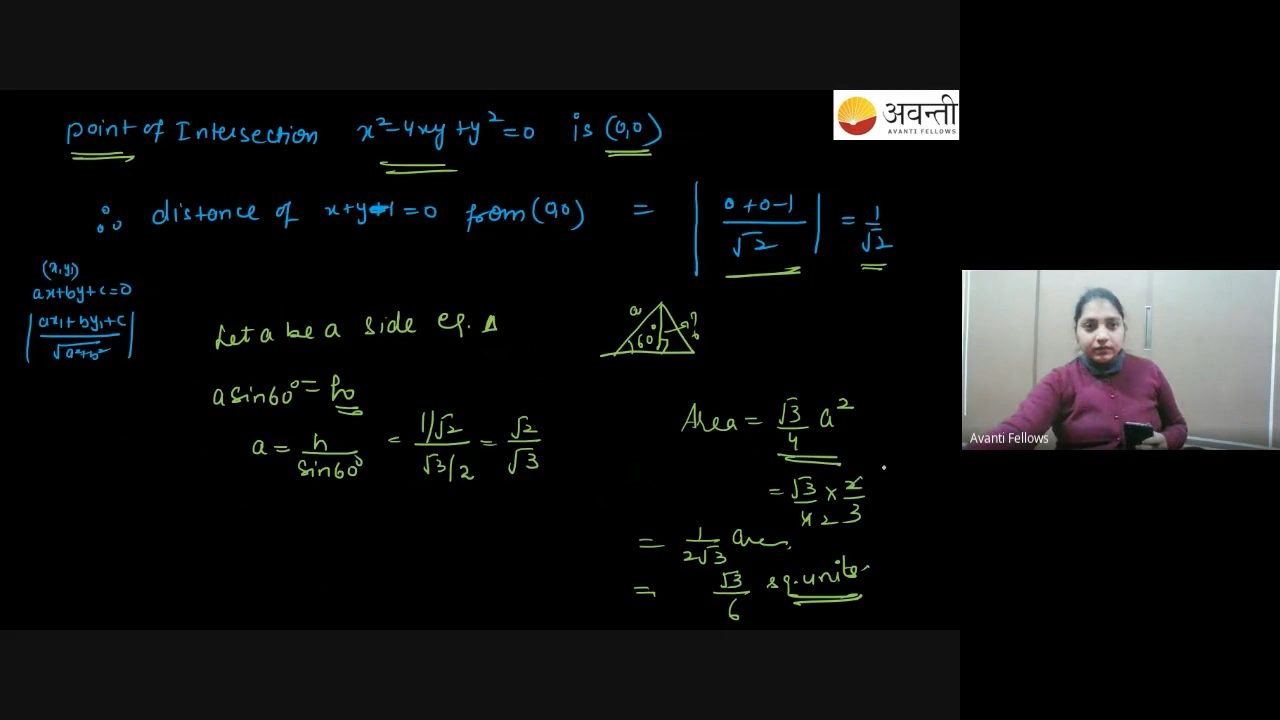 point of Intersection x²-4xy+y²=0 is (0,0)
अवन्ती
AVANTI FELLOWS
∴ distance of x+y-1=0 from (0,0) = |0+0-1/√2| = 1/√2
(x,y₁)
ax+by+c=0
|ax₁+by₁+c/√a²+b²|
Let a be a side eq. Δ
a
60°
a sin60° = h
a = h/sin60° = 1/√2/√3/2 = √2/√3
Area = √3/4 a²
= √3/4 2 × 2/3
= 1/2√3 area
= √3/6 sq.units
Avanti Fellows